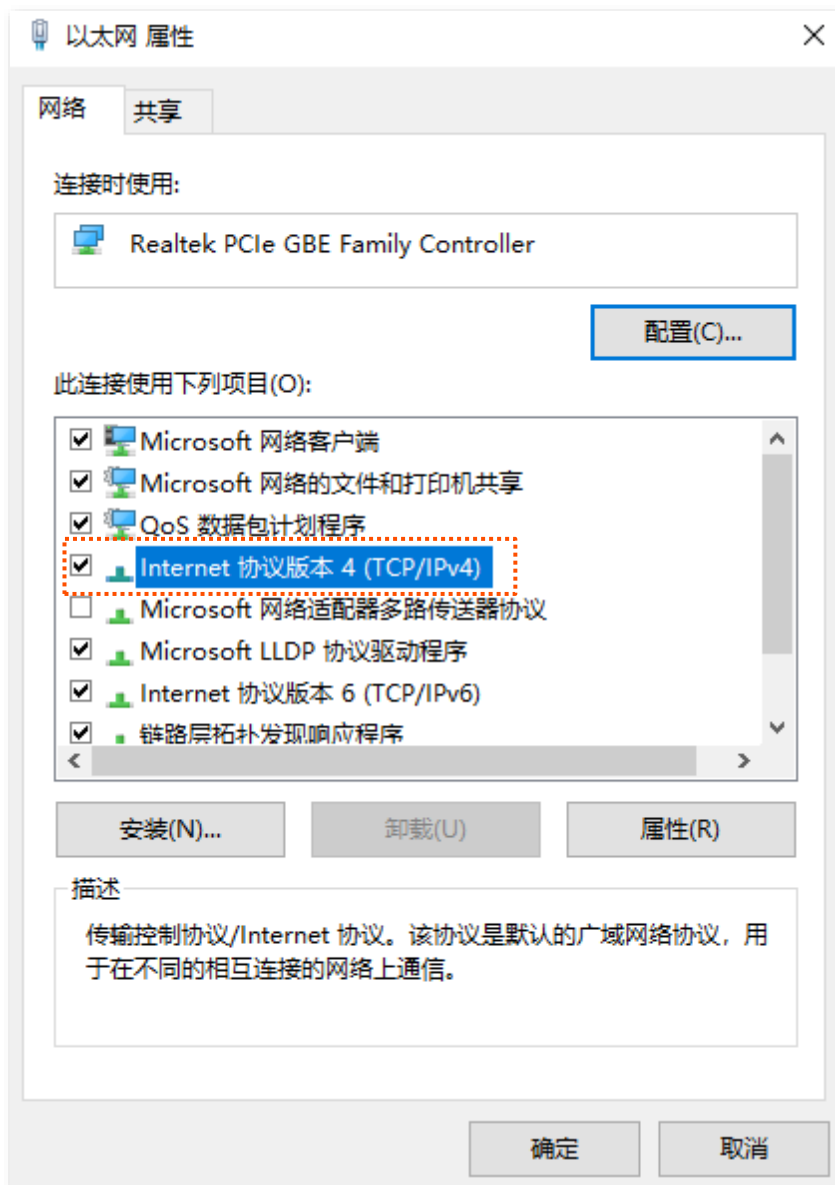 以太网 属性
网络
共享
连接时使用:
Realtek PCIe GBE Family Controller
配置(C)...
此连接使用下列项目(O):
Microsoft 网络客户端
Microsoft 网络的文件和打印机共享
QoS 数据包计划程序
Internet 协议版本 4 (TCP/IPv4)
Microsoft 网络适配器多路传送器协议
Microsoft LLDP 协议驱动程序
Internet 协议版本 6 (TCP/IPv6)
链路层拓扑发现响应程序
安装(N)...
卸载(U)
属性(R)
描述
传输控制协议/Internet 协议。该协议是默认的广域网络协议，用
于在不同的相互连接的网络上通信。
确定
取消